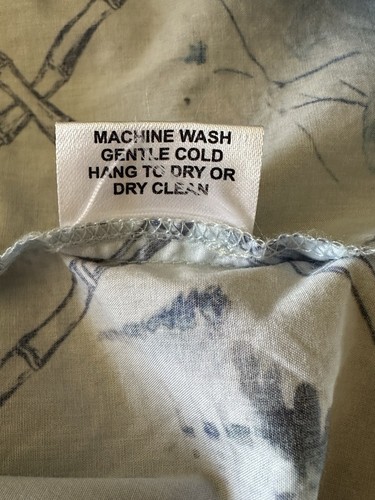 MACHINE WASH
GENTLE COLD
HANG TO DRY OR
DRY CLEAN